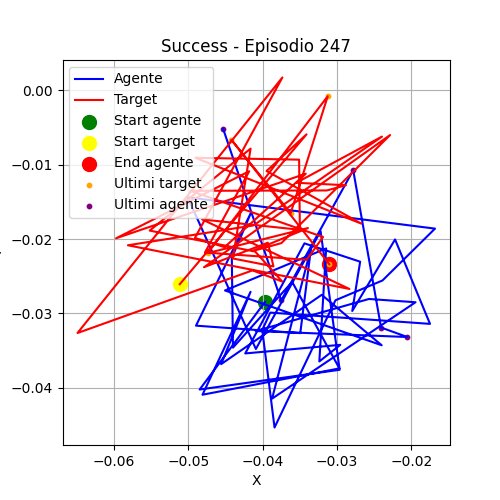 Success - Episodio 247
Agente
Target
Start agente
Start target
End agente
Ultimi target
Ultimi agente
0.00
−0.01
−0.02
−0.03
−0.04
−0.06
−0.05
−0.04
−0.03
−0.02
X